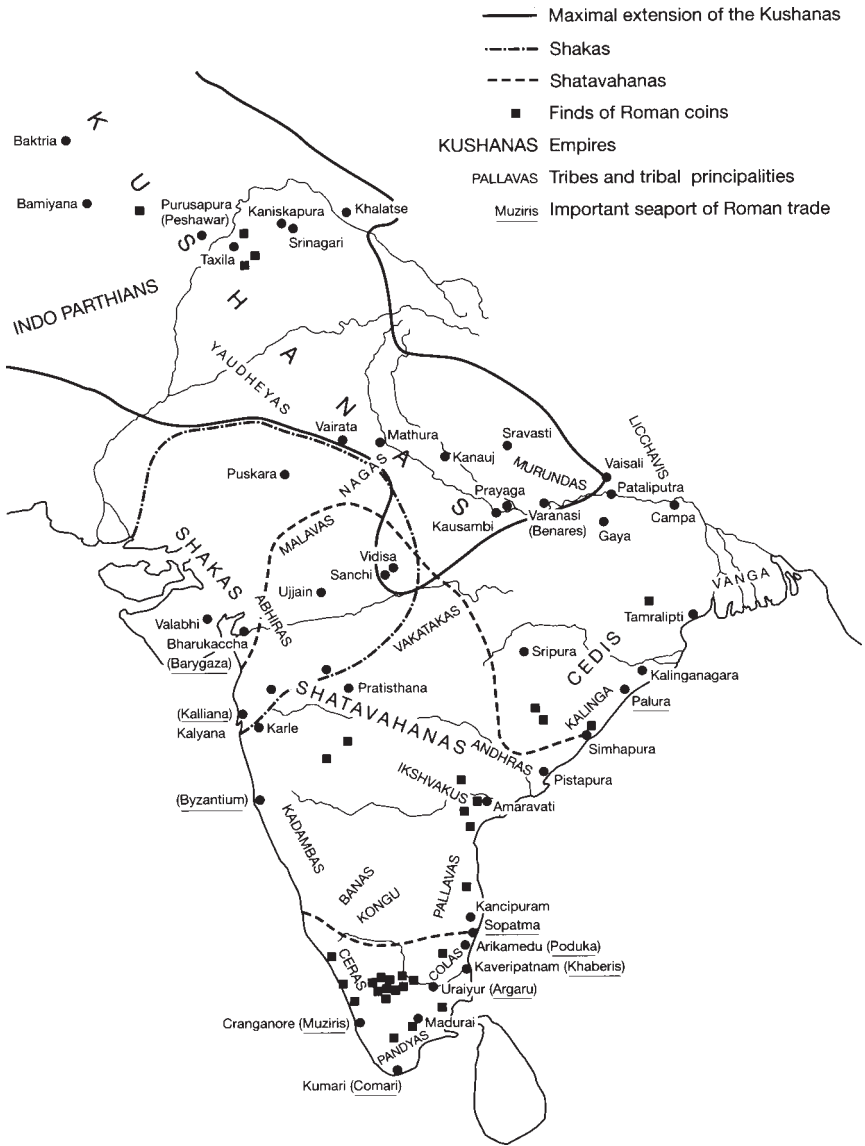 Maximal extension of the Kushanas
Shakas
Shatavahanas
Finds of Roman coins
KUSHANAS Empires
PALLAVAS Tribes and tribal principalities
Muziris Important seaport of Roman trade
KUSHANAS
Baktria
Bamiyana
Purusapura
(Peshawar)
Kaniskapura
Khalatse
Srinagari
Taxila
INDO PARTHIANS
YAUDHEYAS
Vairata
Mathura
Sravasti
LICCHAVIS
Puskara
NAGAS
Kanauj
MURUNDAS
Vaisali
Pataliputra
Prayaga
Kausambi
Varanasi
(Benares)
Gaya
Campa
SHAKAS
MALAVAS
Vidisa
Sanchi
Ujjain
VANGA
ABHIRAS
Valabhi
Bharukaccha
(Barygaza)
VAKATAKAS
Tamralipti
Sripura
CEDIS
Kalinganagara
Pratisthana
SHATAVAHANAS
KALINGA
Palura
(Kalliana)
Kalyana
Karle
Simhapura
ANDHRAS
Pistapura
IKSHVAKUS
(Byzantium)
Amaravati
KADAMBAS
BANAS
KONGU
PALLAVAS
Kancipuram
Sopatma
Arikamedu (Poduka)
CERAS
COLAS
Kaveripatnam (Khaberis)
Uraiyur (Argaru)
Cranganore (Muziris)
Madurai
PANDYAS
Kumari (Comari)